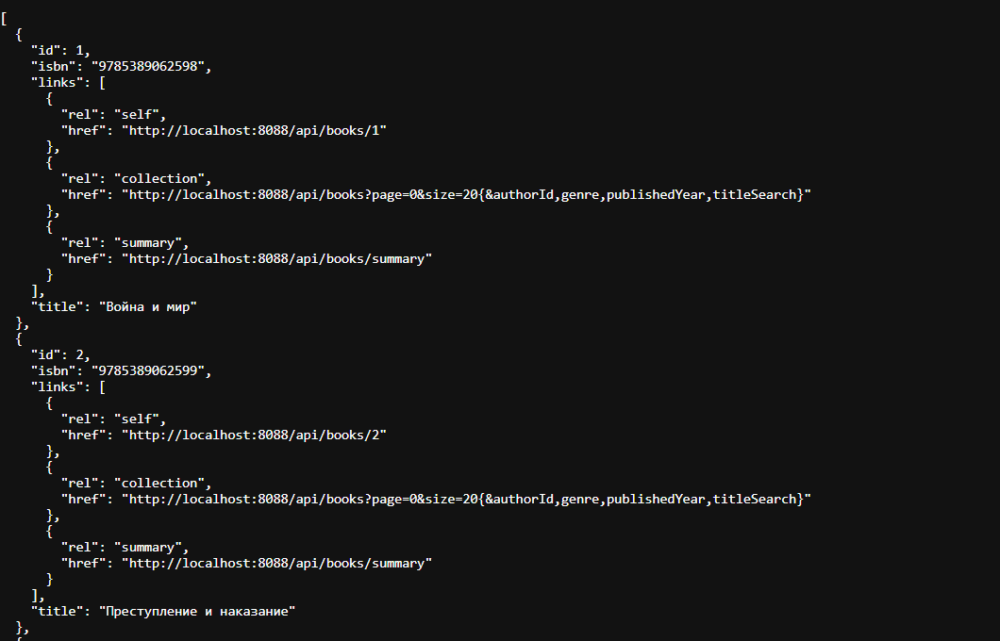 [
  {
    "id": 1,
    "isbn": "9785389062598",
    "links": [
      {
        "rel": "self",
        "href": "http://localhost:8088/api/books/1"
      },
      {
        "rel": "collection",
        "href": "http://localhost:8088/api/books?page=0&size=20{&authorId,genre,publishedYear,titleSearch}"
      },
      {
        "rel": "summary",
        "href": "http://localhost:8088/api/books/summary"
      }
    ],
    "title": "Война и мир"
  },
  {
    "id": 2,
    "isbn": "9785389062599",
    "links": [
      {
        "rel": "self",
        "href": "http://localhost:8088/api/books/2"
      },
      {
        "rel": "collection",
        "href": "http://localhost:8088/api/books?page=0&size=20{&authorId,genre,publishedYear,titleSearch}"
      },
      {
        "rel": "summary",
        "href": "http://localhost:8088/api/books/summary"
      }
    ],
    "title": "Преступление и наказание"
  },
  {